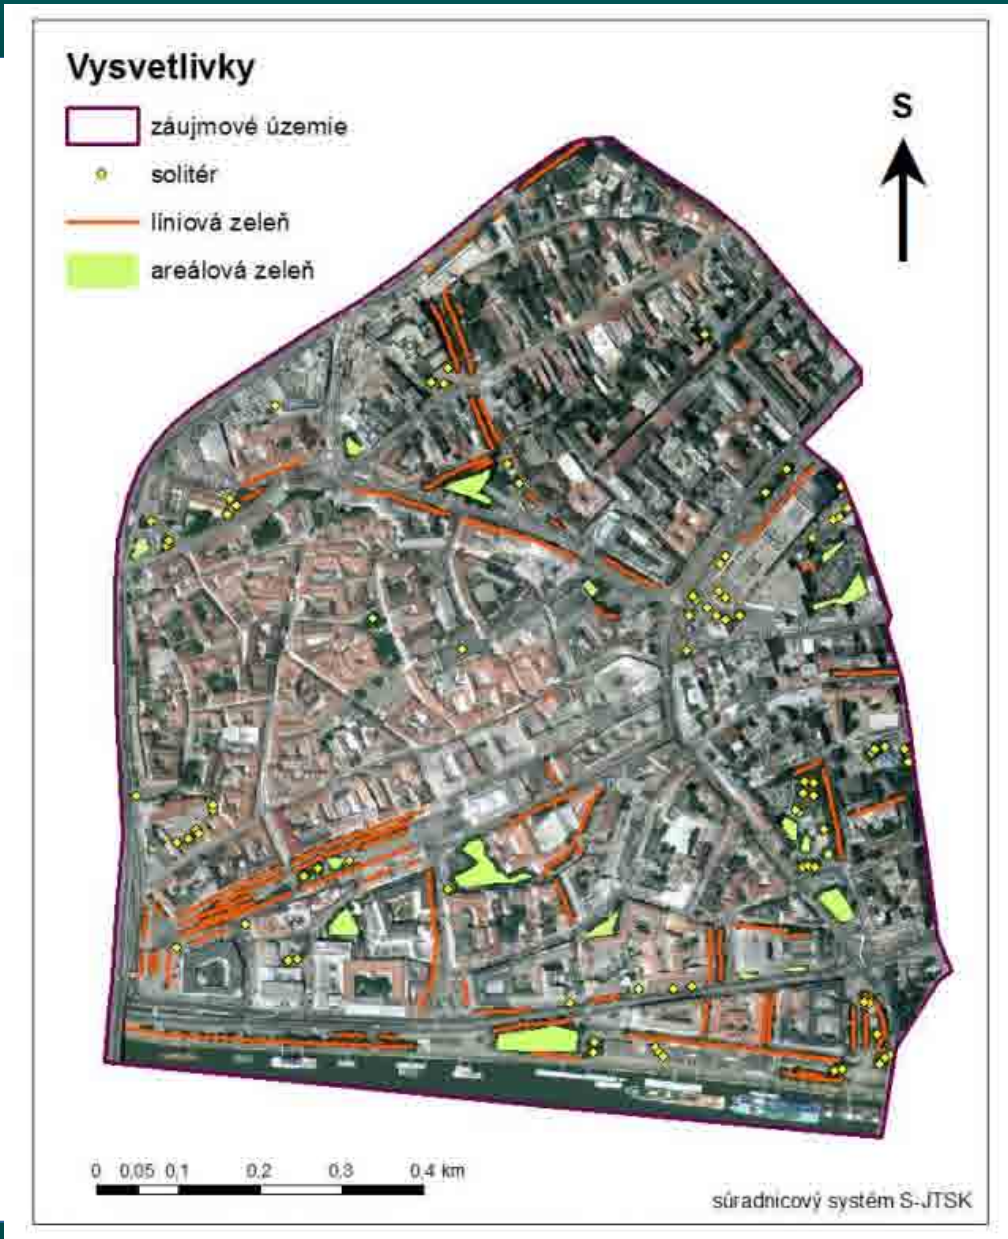 Vysvetlivky
záujmové územie
solitér
líniová zeleň
areálová zeleň
S
0 0,05 0,1 0,2 0,3 0,4 km
súradnicový systém S-JTSK